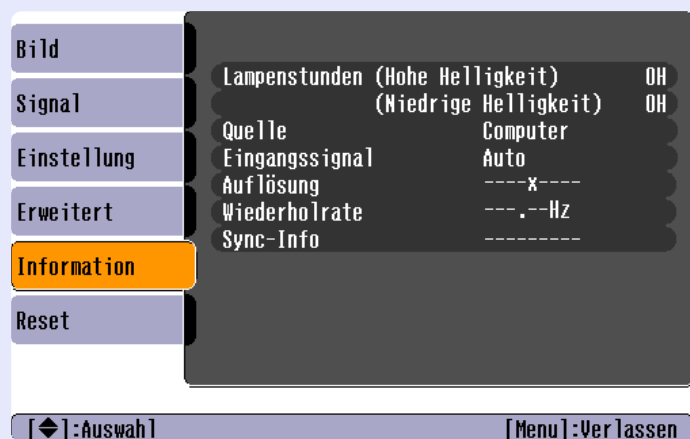 Bild
Signal
Einstellung
Erweitert
Information
Reset
Lampenstunden (Hohe Helligkeit) 0H
(Niedrige Helligkeit) 0H
Quelle Computer
Eingangssignal Auto
Auflösung ----x----
Wiederholrate ---.--Hz
Sync-Info ---------
[◆]:Auswahl [Menu]:Verlassen